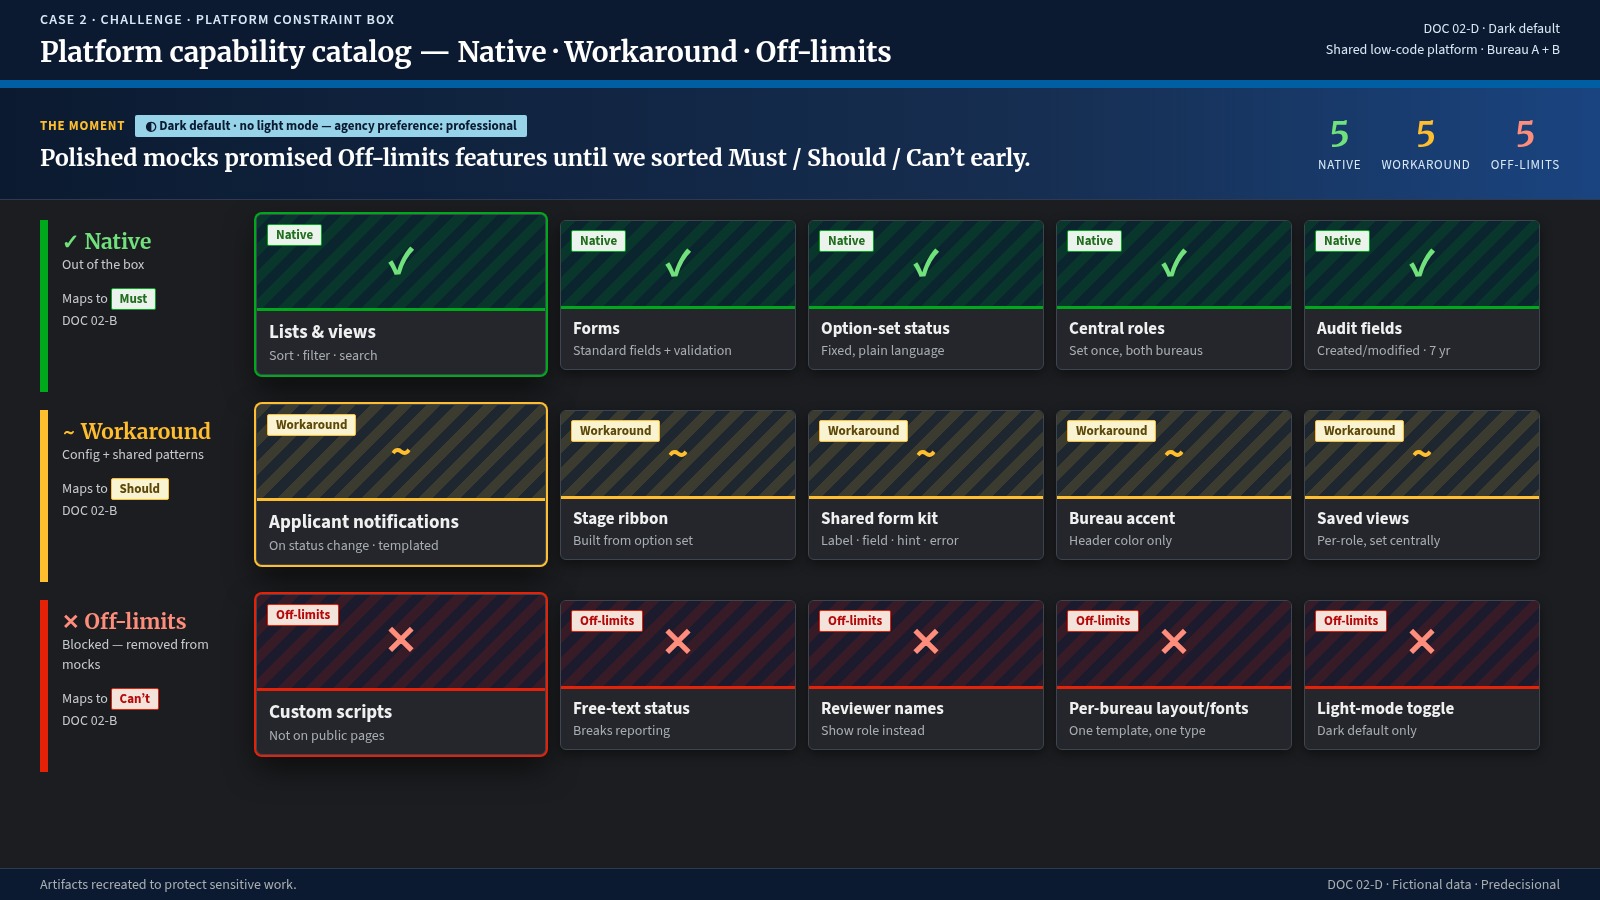 CASE 2 · CHALLENGE · PLATFORM CONSTRAINT BOX
Platform capability catalog — Native · Workaround · Off-limits
DOC 02-D · Dark default
Shared low-code platform · Bureau A + B
THE MOMENT
◐ Dark default · no light mode — agency preference: professional
Polished mocks promised Off-limits features until we sorted Must / Should / Can’t early.
5
NATIVE
5
WORKAROUND
5
OFF-LIMITS
✓ Native
Out of the box
Maps to Must
DOC 02-B
Native
✓
Lists & views
Sort · filter · search
Native
✓
Forms
Standard fields + validation
Native
✓
Option-set status
Fixed, plain language
Native
✓
Central roles
Set once, both bureaus
Native
✓
Audit fields
Created/modified · 7 yr
~ Workaround
Config + shared patterns
Maps to Should
DOC 02-B
Workaround
~
Applicant notifications
On status change · templated
Workaround
~
Stage ribbon
Built from option set
Workaround
~
Shared form kit
Label · field · hint · error
Workaround
~
Bureau accent
Header color only
Workaround
~
Saved views
Per-role, set centrally
✕ Off-limits
Blocked — removed from
mocks
Maps to Can’t
DOC 02-B
Off-limits
✕
Custom scripts
Not on public pages
Off-limits
✕
Free-text status
Breaks reporting
Off-limits
✕
Reviewer names
Show role instead
Off-limits
✕
Per-bureau layout/fonts
One template, one type
Off-limits
✕
Light-mode toggle
Dark default only
Artifacts recreated to protect sensitive work.
DOC 02-D · Fictional data · Predecisional